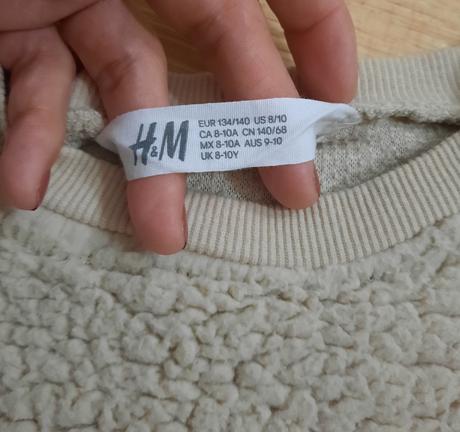 H&M
EUR 134/140 US 8/10
CA 8-10A CN 140/68
MX 8-10A AUS 9-10
UK 8-10Y